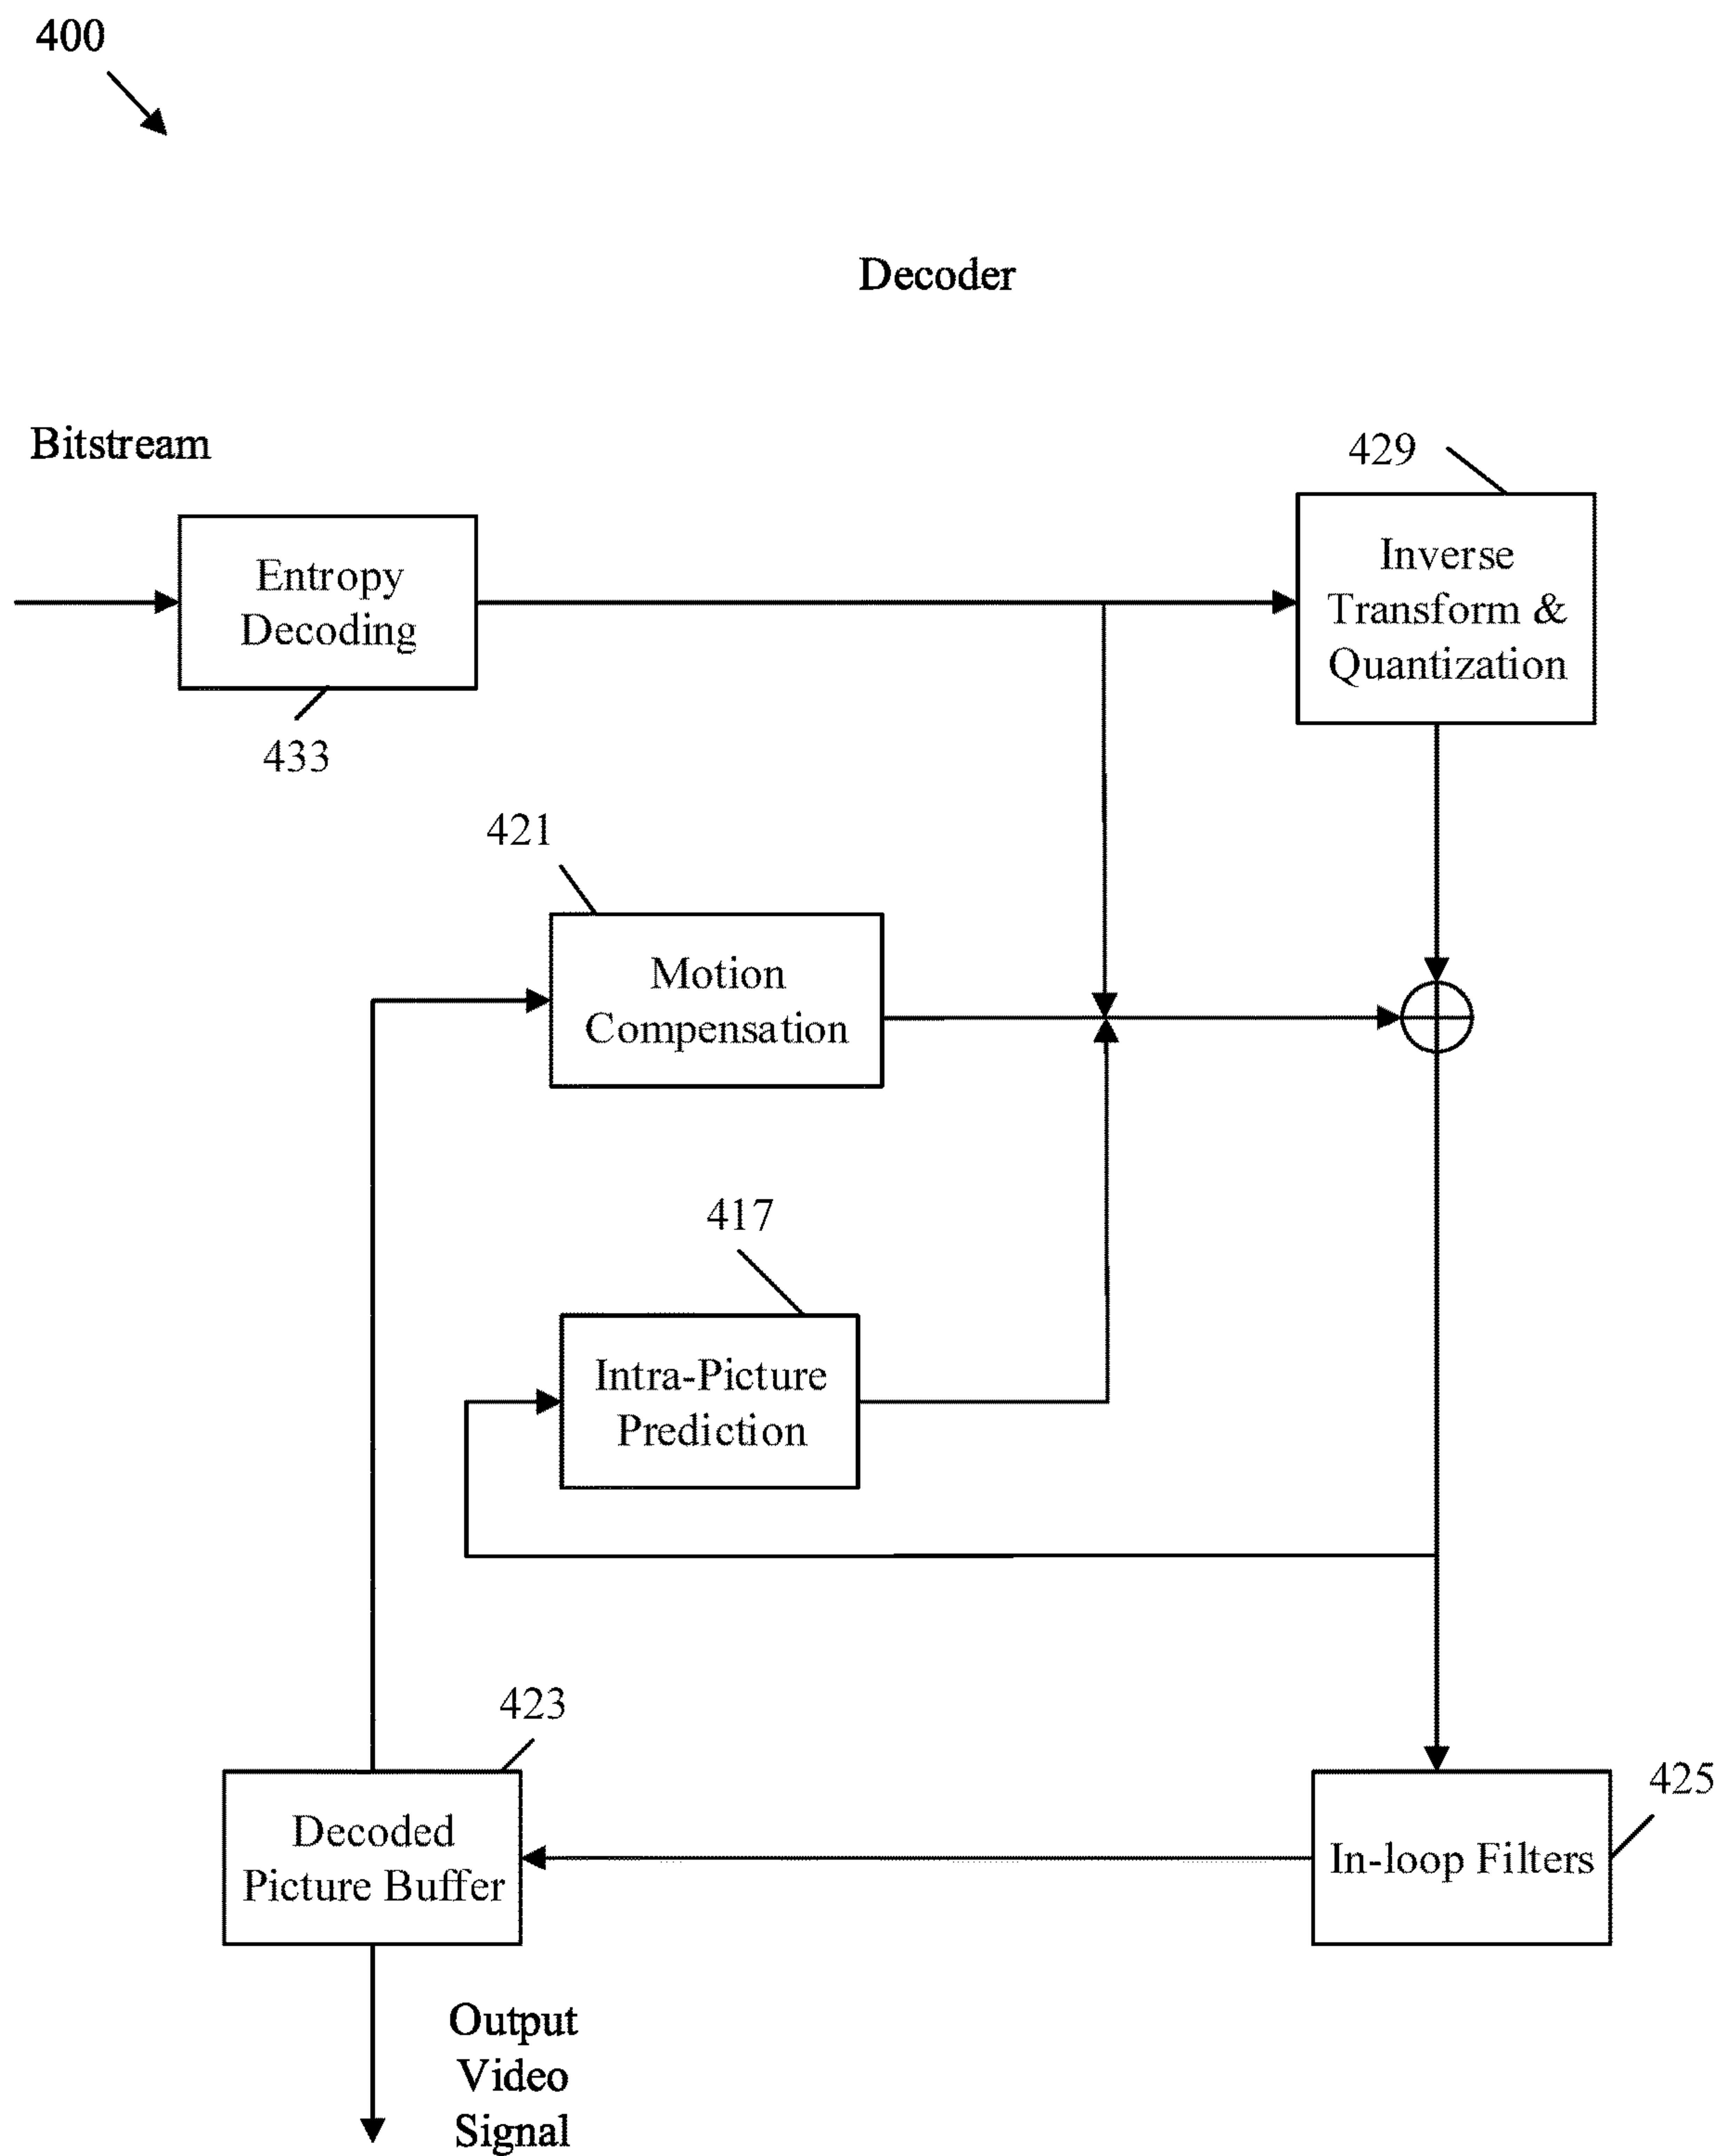 400
Decoder
Bitstream
429
Entropy
Decoding
Inverse
Transform &
Quantization
433
421
Motion
Compensation
417
Intra-Picture
Prediction
423
425
Decoded
Picture Buffer
In-loop Filters
Output
Video
Signal